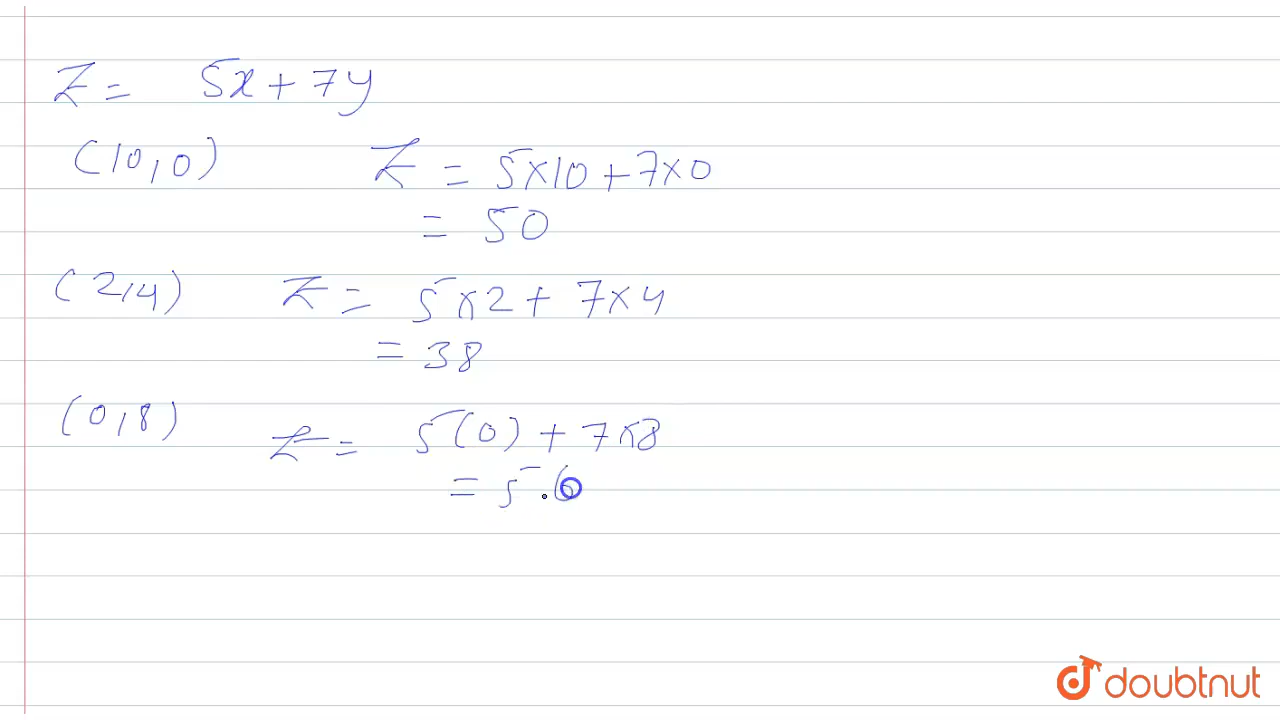 Z = 5x + 7y
(10,0) Z = 5×10 + 7×0
= 50
(2,4) Z = 5×2 + 7×4
= 38
(0,8) Z = 5(0) + 7×8
= 56
doubtnut